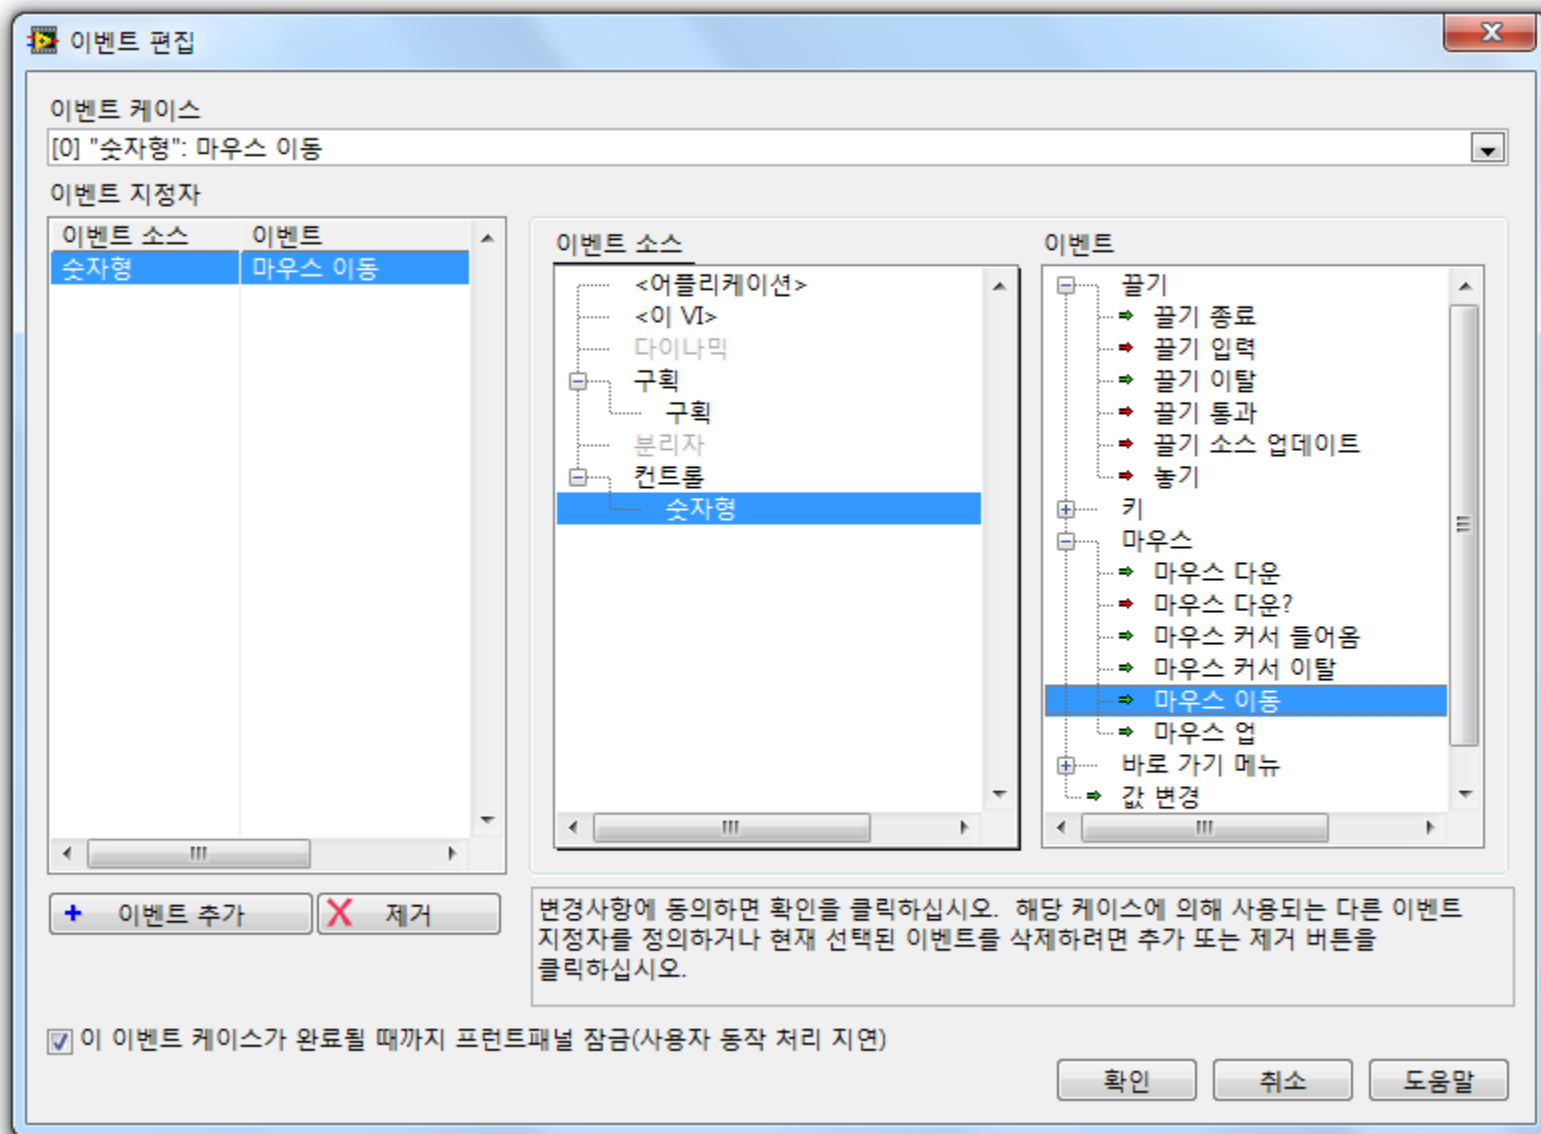 이벤트 편집
이벤트 케이스
[0] "숫자형": 마우스 이동
이벤트 지정자
이벤트 소스 이벤트
숫자형 마우스 이동
이벤트 소스
<어플리케이션>
<이 VI>
다이나믹
구획
구획
분리자
컨트롤
숫자형
이벤트
끌기
끌기 종료
끌기 입력
끌기 이탈
끌기 통과
끌기 소스 업데이트
놓기
키
마우스
마우스 다운
마우스 다운?
마우스 커서 들어옴
마우스 커서 이탈
마우스 이동
마우스 업
바로 가기 메뉴
값 변경
이벤트 추가
제거
변경사항에 동의하면 확인을 클릭하십시오. 해당 케이스에 의해 사용되는 다른 이벤트
지정자를 정의하거나 현재 선택된 이벤트를 삭제하려면 추가 또는 제거 버튼을
클릭하십시오.
이 이벤트 케이스가 완료될 때까지 프런트패널 잠금(사용자 동작 처리 지연)
확인
취소
도움말